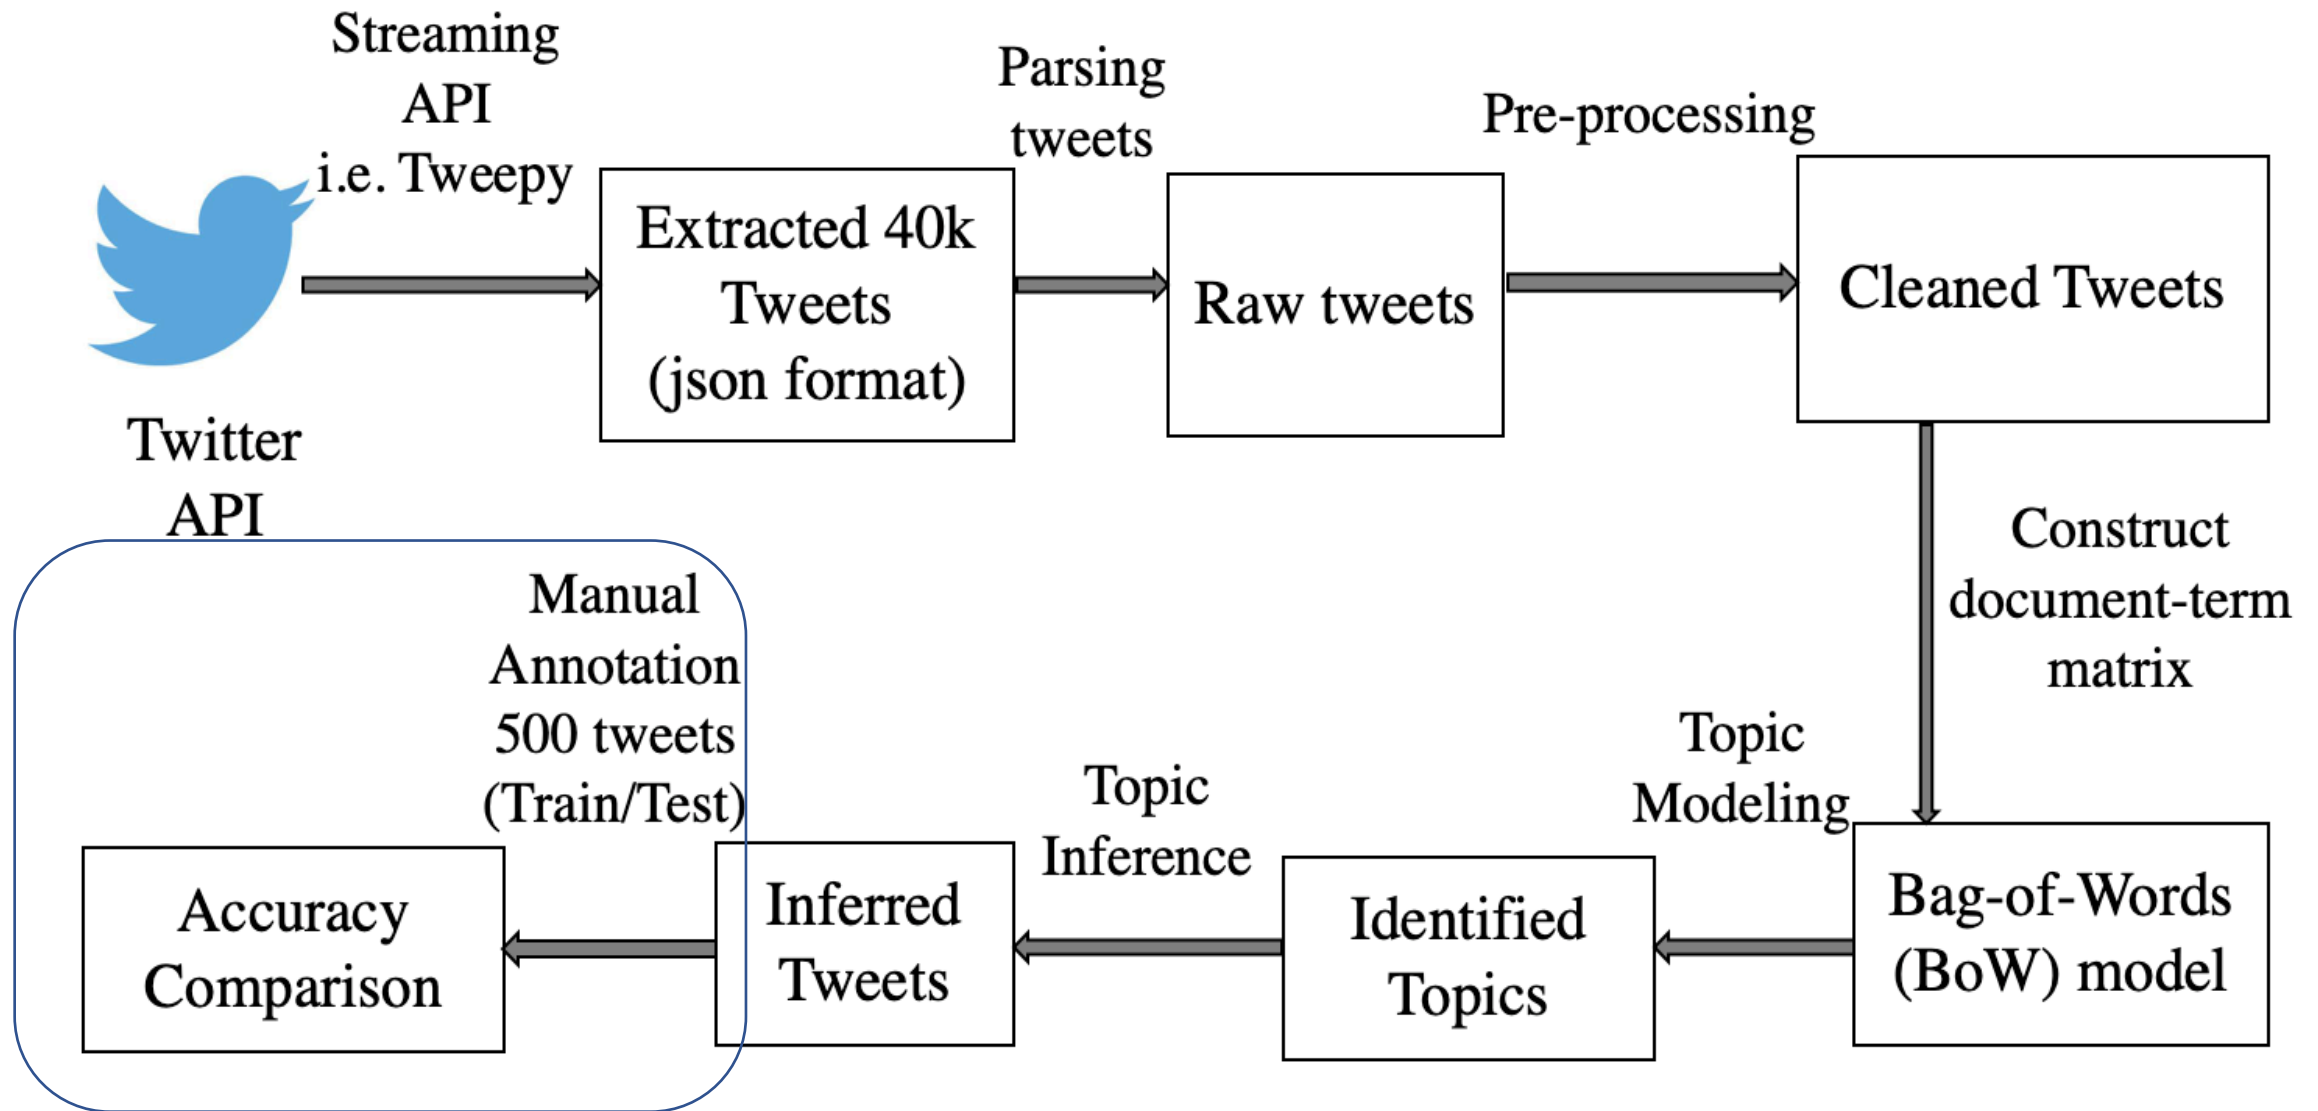 Streaming
API
i.e. Tweepy
Twitter
API
Extracted 40k
Tweets
(json format)
Parsing
tweets
Raw tweets
Pre-processing
Cleaned Tweets
Construct
document-term
matrix
Bag-of-Words
(BoW) model
Topic
Modeling
Identified
Topics
Topic
Inference
Inferred
Tweets
Manual
Annotation
500 tweets
(Train/Test)
Accuracy
Comparison